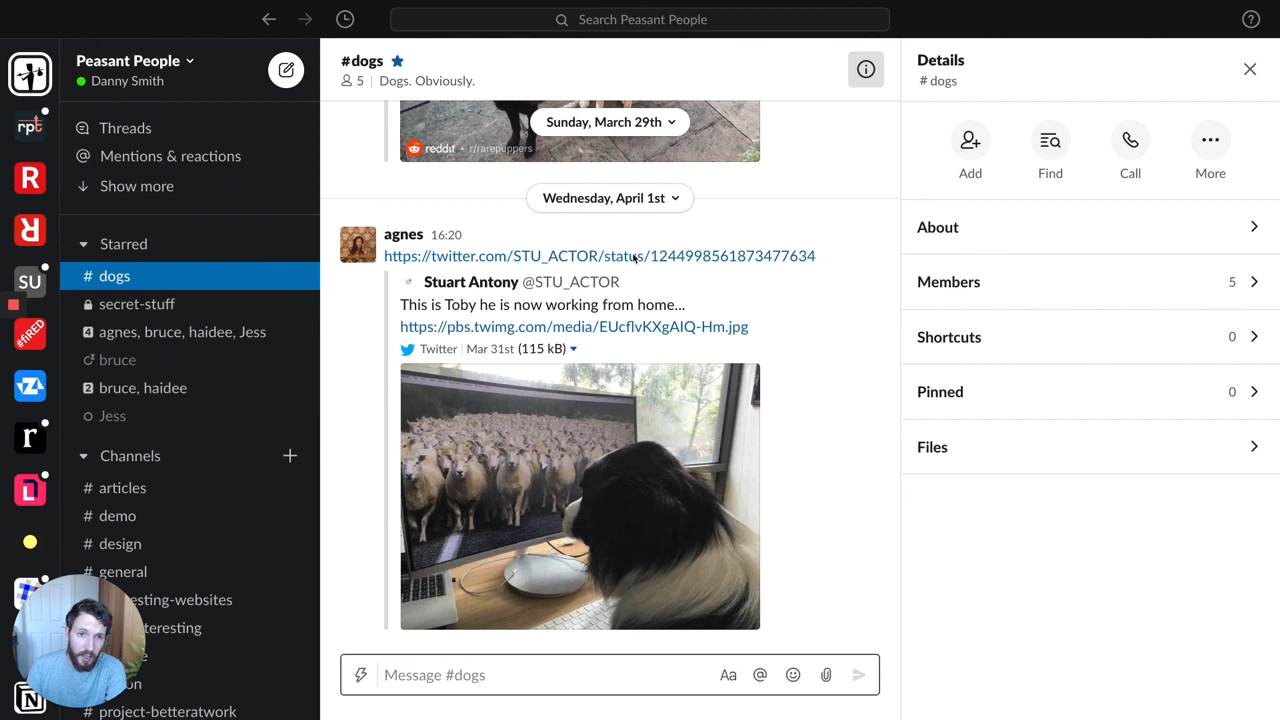 Search Peasant People
Peasant People
Danny Smith
Threads
Mentions & reactions
Show more
Starred
# dogs
secret-stuff
4 agnes, bruce, haidee, Jess
bruce
2 bruce, haidee
Jess
Channels
# articles
# demo
# design
# general
esting-websites
teresting
# project-betteratwork
rpt
R
R
SU
#fiRED
r
N
#dogs
5 | Dogs. Obviously.
Sunday, March 29th
reddit • r/rarepuppers
Wednesday, April 1st
agnes 16:20
https://twitter.com/STU_ACTOR/status/1244998561873477634
Stuart Antony @STU_ACTOR
This is Toby he is now working from home...
https://pbs.twimg.com/media/EUcflvKXgAIQ-Hm.jpg
Twitter | Mar 31st (115 kB)
Message #dogs
Aa
Details
# dogs
Add
Find
Call
More
About
Members 5
Shortcuts 0
Pinned 0
Files